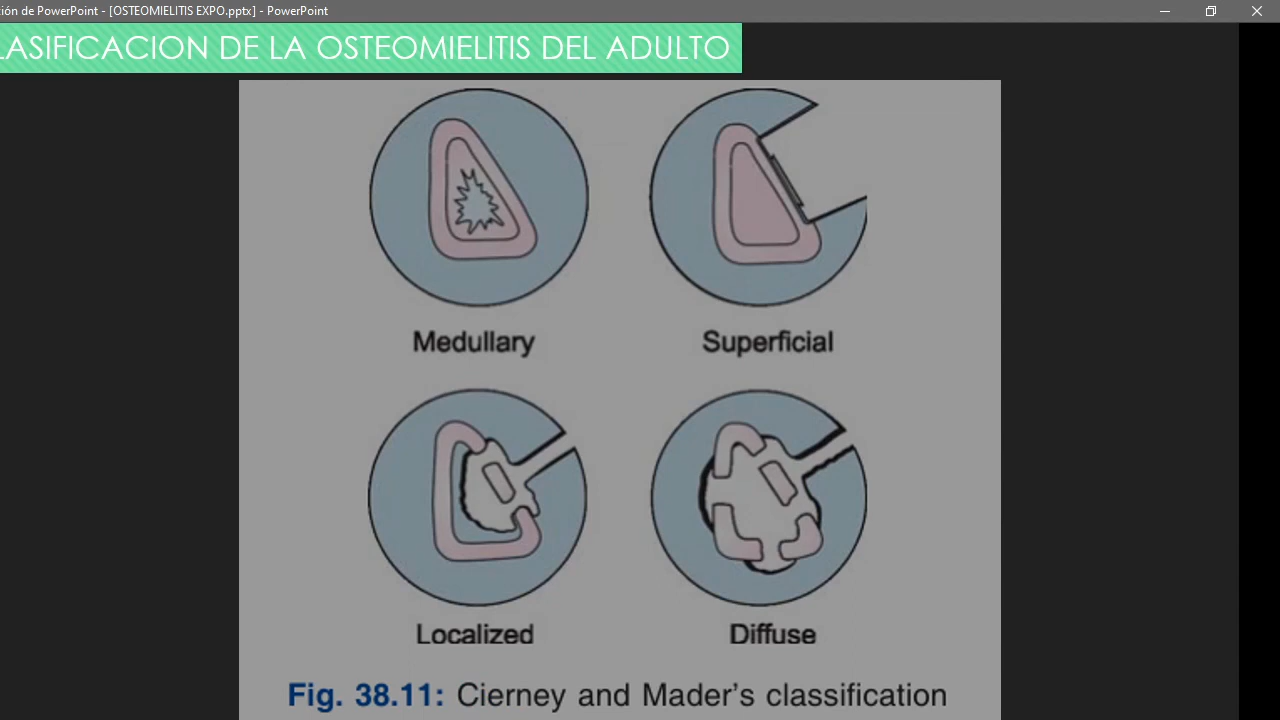 ción de PowerPoint - [OSTEOMIELITIS EXPO.pptx] - PowerPoint
LASIFICACION DE LA OSTEOMIELITIS DEL ADULTO
Medullary
Superficial
Localized
Diffuse
Fig. 38.11: Cierney and Mader's classification